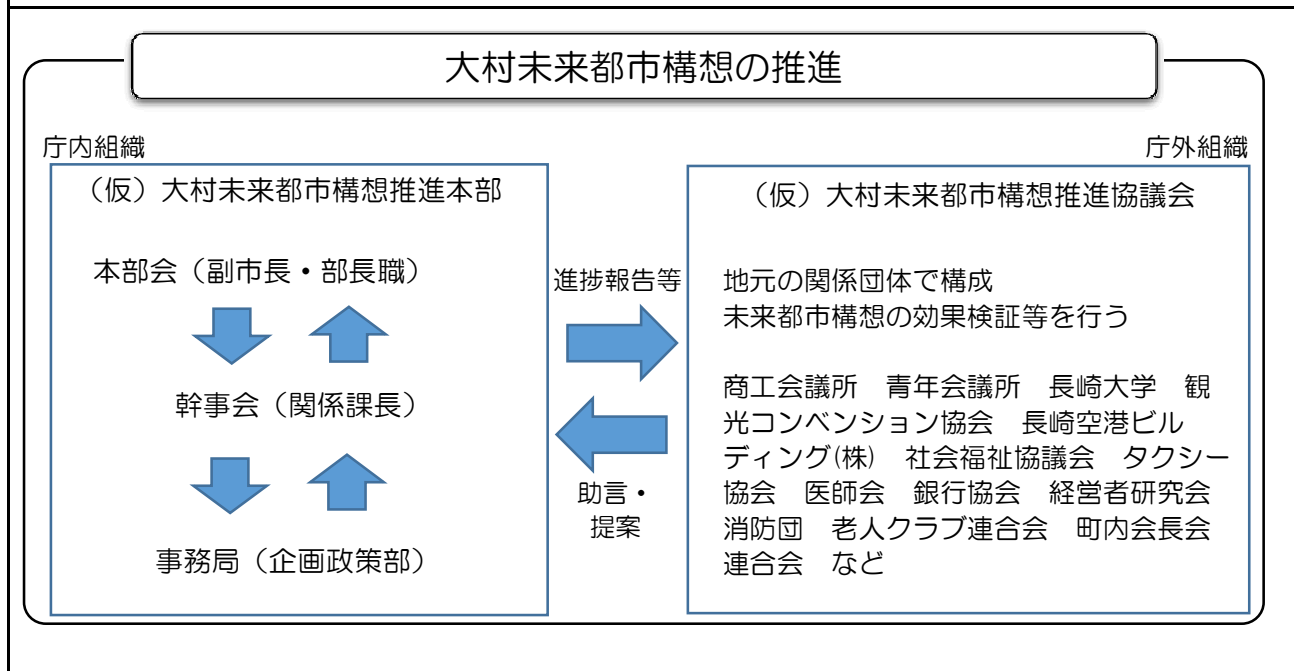 大村未来都市構想の推進
庁内組織
（仮）大村未来都市構想推進本部
本部会（副市長・部長職）
幹事会（関係課長）
事務局（企画政策部）
進捗報告等
助言・
提案
庁外組織
（仮）大村未来都市構想推進協議会
地元の関係団体で構成
未来都市構想の効果検証等を行う
商工会議所　青年会議所　長崎大学　観
光コンベンション協会　長崎空港ビル
ディング(株)　社会福祉協議会　タクシー
協会　医師会　銀行協会　経営者研究会
消防団　老人クラブ連合会　町内会長会
連合会　など